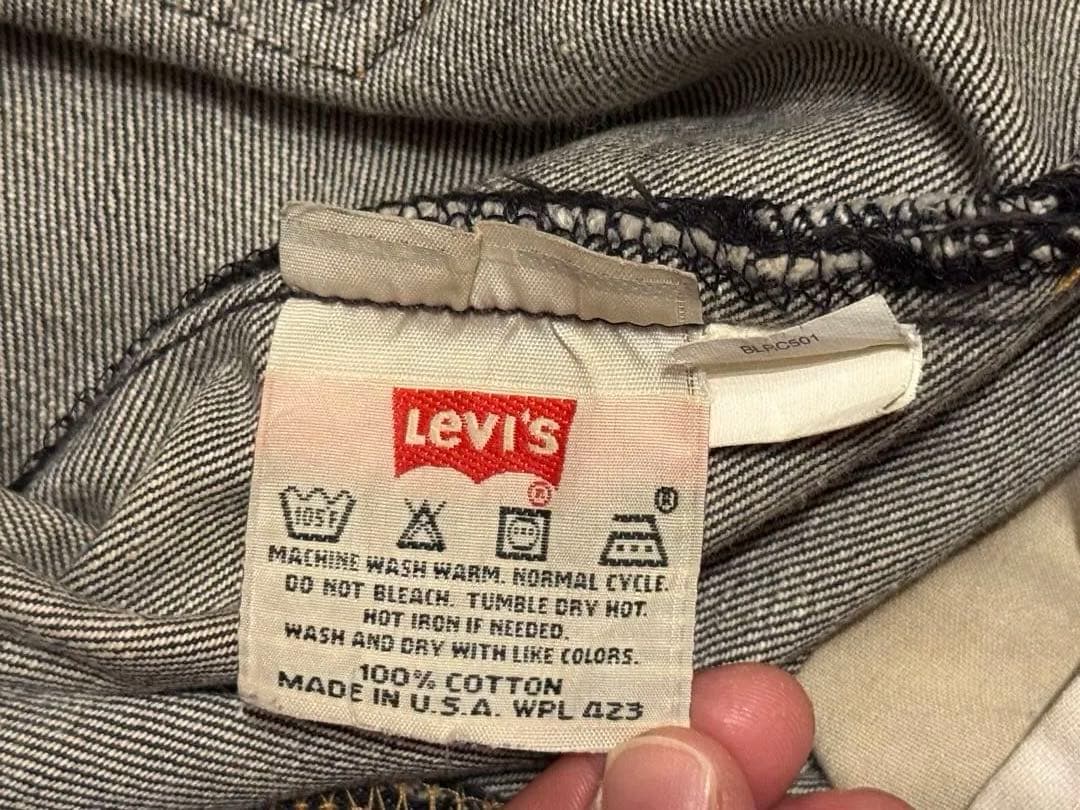 BLRC501
Levi's
®
®
105F
MACHINE WASH WARM. NORMAL CYCLE.
DO NOT BLEACH. TUMBLE DRY HOT.
HOT IRON IF NEEDED.
WASH AND DRY WITH LIKE COLORS.
100% COTTON
MADE IN U.S.A. WPL 423